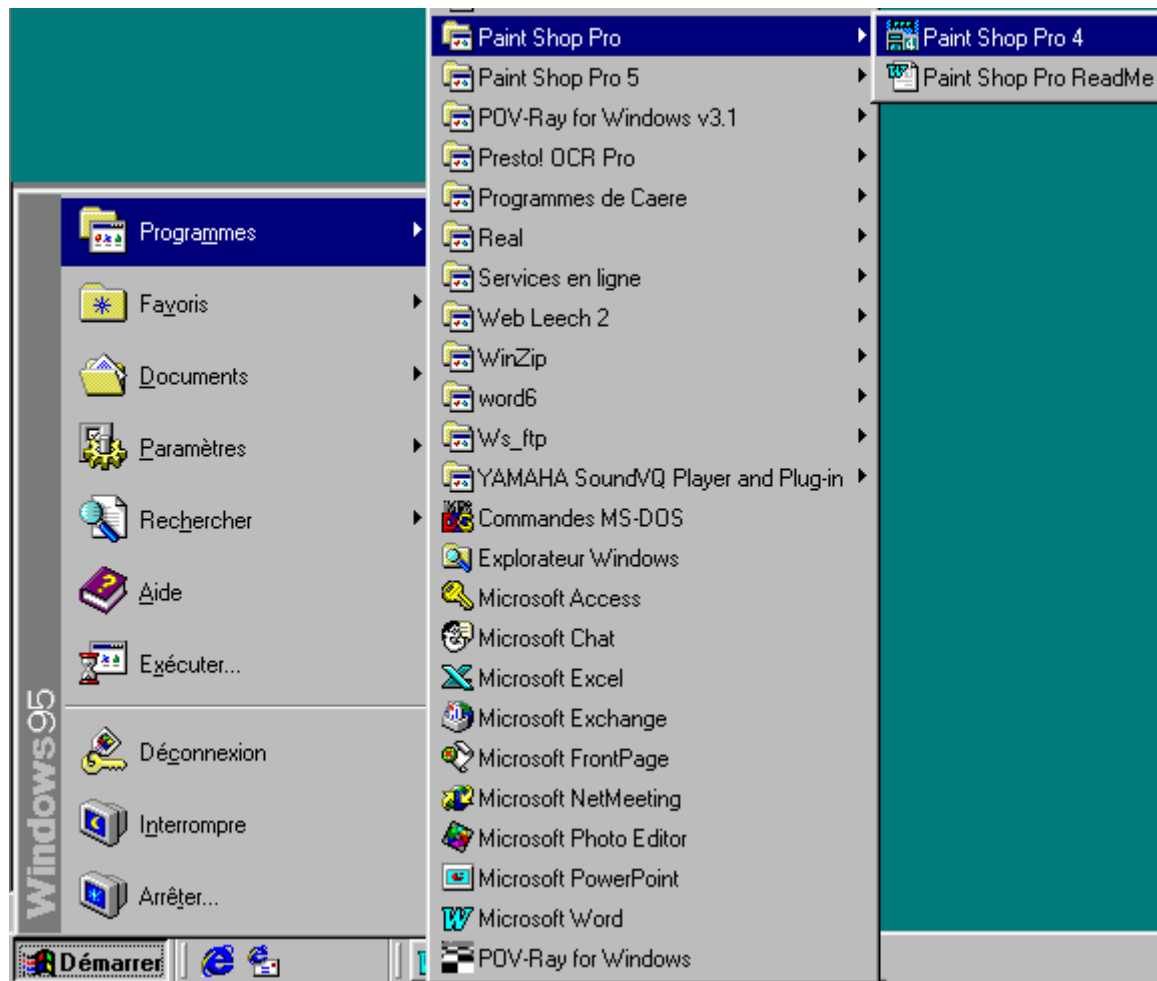 Programmes
Favoris
Documents
Paramètres
Rechercher
Aide
Exécuter...
Déconnexion
Interrompre
Arrêter...
Windows95
Démarrer
Paint Shop Pro
Paint Shop Pro 5
POV-Ray for Windows v3.1
Presto! OCR Pro
Programmes de Caere
Real
Services en ligne
Web Leech 2
WinZip
word6
Ws_ftp
YAMAHA SoundVQ Player and Plug-in
Commandes MS-DOS
Explorateur Windows
Microsoft Access
Microsoft Chat
Microsoft Excel
Microsoft Exchange
Microsoft FrontPage
Microsoft NetMeeting
Microsoft Photo Editor
Microsoft PowerPoint
Microsoft Word
POV-Ray for Windows
Paint Shop Pro 4
Paint Shop Pro ReadMe